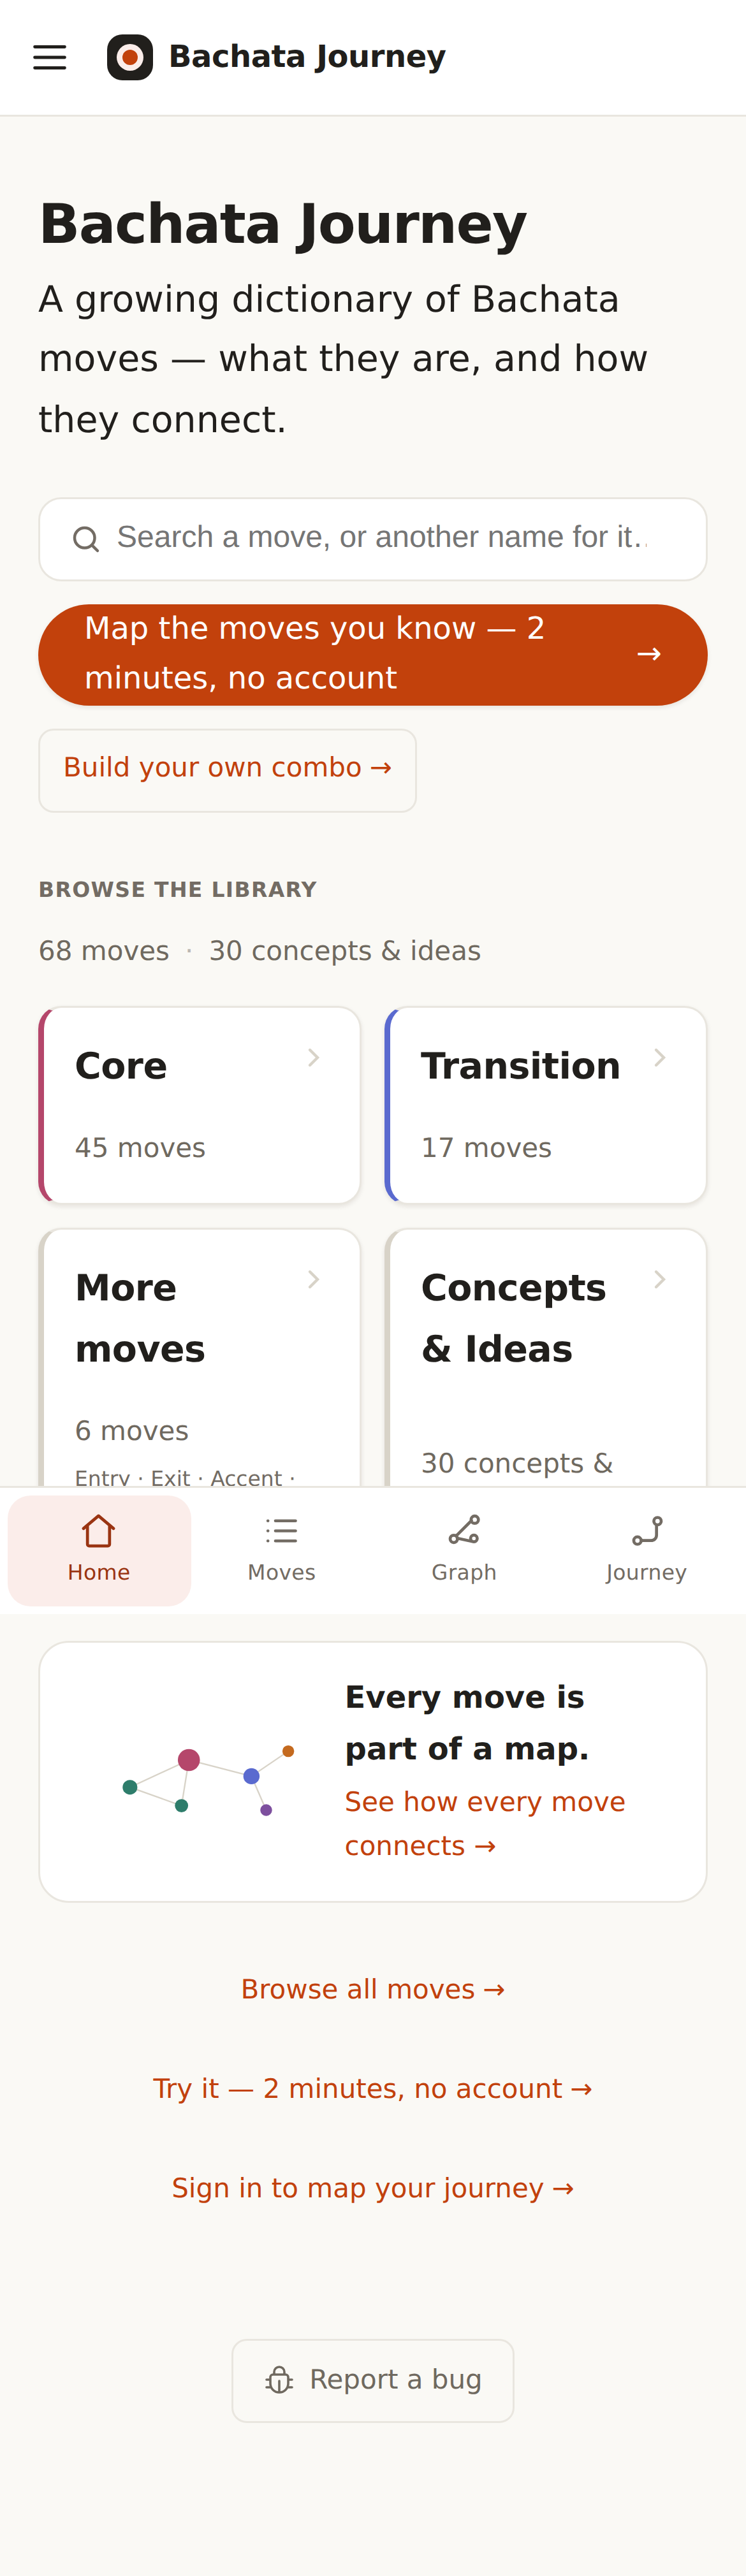 Bachata Journey
Bachata Journey
A growing dictionary of Bachata
moves — what they are, and how
they connect.
Search a move, or another name for it..
Map the moves you know — 2
minutes, no account
→
Build your own combo →
BROWSE THE LIBRARY
68 moves · 30 concepts & ideas
Core
45 moves
Transition
17 moves
More
moves
6 moves
Entry · Exit · Accent ·
Concepts
& Ideas
30 concepts &
Home
Moves
Graph
Journey
Every move is
part of a map.
See how every move
connects →
Browse all moves →
Try it — 2 minutes, no account →
Sign in to map your journey →
Report a bug